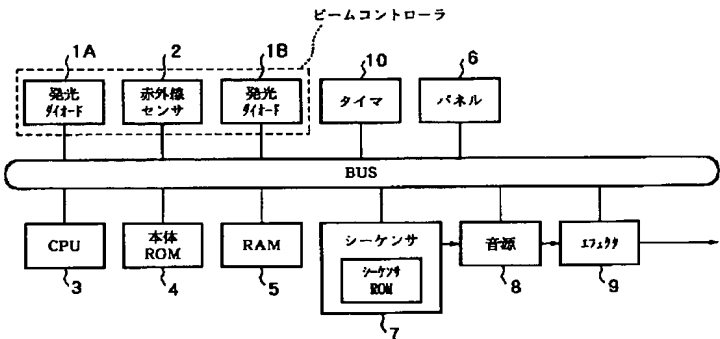 ビームコントローラ
1A
2
1B
10
6
発光
ダイオード
赤外線
センサ
発光
ダイオード
タイマ
パネル
BUS
CPU
本体
ROM
RAM
シーケンサ
シーケンサ
ROM
音源
エフェクタ
3
4
5
7
8
9